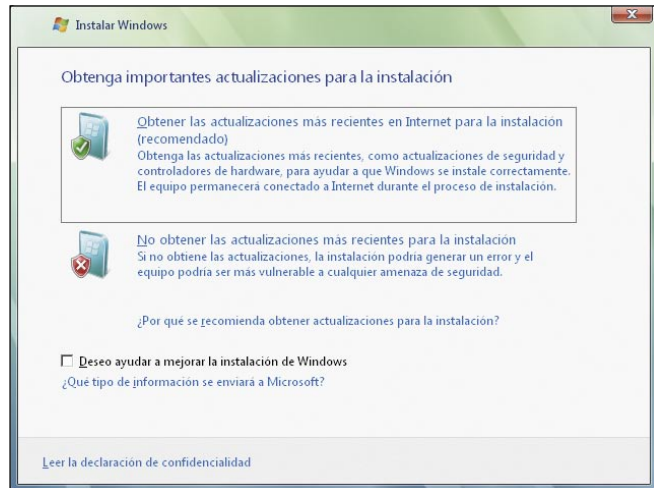 Instalar Windows
Obtenga importantes actualizaciones para la instalación
Obtener las actualizaciones más recientes en Internet para la instalación
(recomendado)
Obtenga las actualizaciones más recientes, como actualizaciones de seguridad y
controladores de hardware, para ayudar a que Windows se instale correctamente.
El equipo permanecerá conectado a Internet durante el proceso de instalación.
No obtener las actualizaciones más recientes para la instalación
Si no obtiene las actualizaciones, la instalación podría generar un error y el
equipo podría ser más vulnerable a cualquier amenaza de seguridad.
¿Por qué se recomienda obtener actualizaciones para la instalación?
Deseo ayudar a mejorar la instalación de Windows
¿Qué tipo de información se enviará a Microsoft?
Leer la declaración de confidencialidad